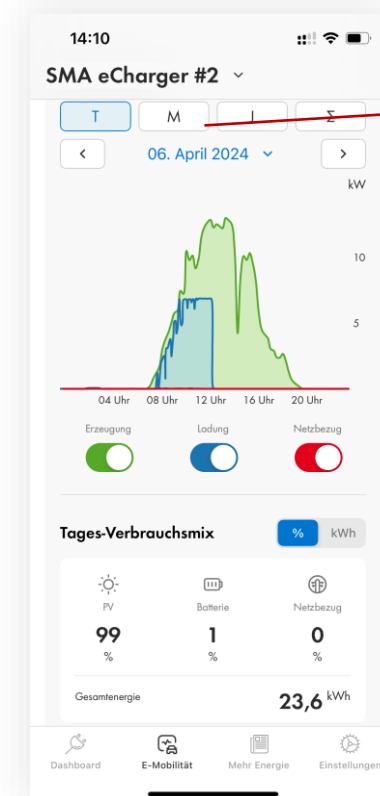 14:10
SMA eCharger #2
T M J Σ
06. April 2024
kW
10
5
04 Uhr 08 Uhr 12 Uhr 16 Uhr 20 Uhr
Erzeugung Ladung Netzbezug
Tages-Verbrauchsmix % kWh
PV Batterie Netzbezug
99 1 0
% % %
Gesamtenergie 23,6 kWh
Dashboard E-Mobilität Mehr Energie Einstellungen